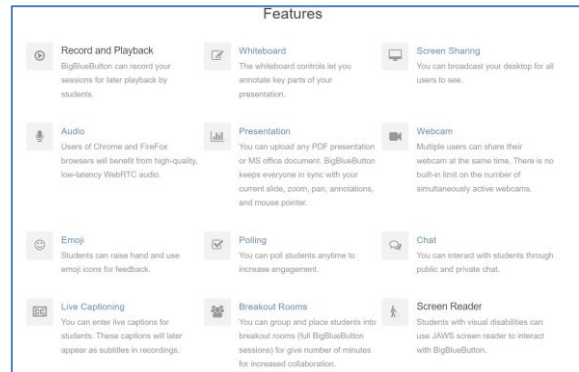 Features
Record and Playback
BigBlueButton can record your
sessions for later playback by
students.
Whiteboard
The whiteboard controls let you
annotate key parts of your
presentation.
Screen Sharing
You can broadcast your desktop for all
users to see.
Audio
Users of Chrome and FireFox
browsers will benefit from high-quality,
low-latency WebRTC audio.
Presentation
You can upload any PDF presentation
or MS office document. BigBlueButton
keeps everyone in sync with your
current slide, zoom, pan, annotations,
and mouse pointer.
Webcam
Multiple users can share their
webcam at the same time. There is no
built-in limit on the number of
simultaneously active webcams.
Emoji
Students can raise hand and use
emoji icons for feedback.
Polling
You can poll students anytime to
increase engagement.
Chat
You can interact with students through
public and private chat.
CC
Live Captioning
You can enter live captions for
students. These captions will later
appear as subtitles in recordings.
Breakout Rooms
You can group and place students into
breakout rooms (full BigBlueButton
sessions) for give number of minutes
for increased collaboration.
Screen Reader
Students with visual disabilities can
use JAWS screen reader to interact
with BigBlueButton.